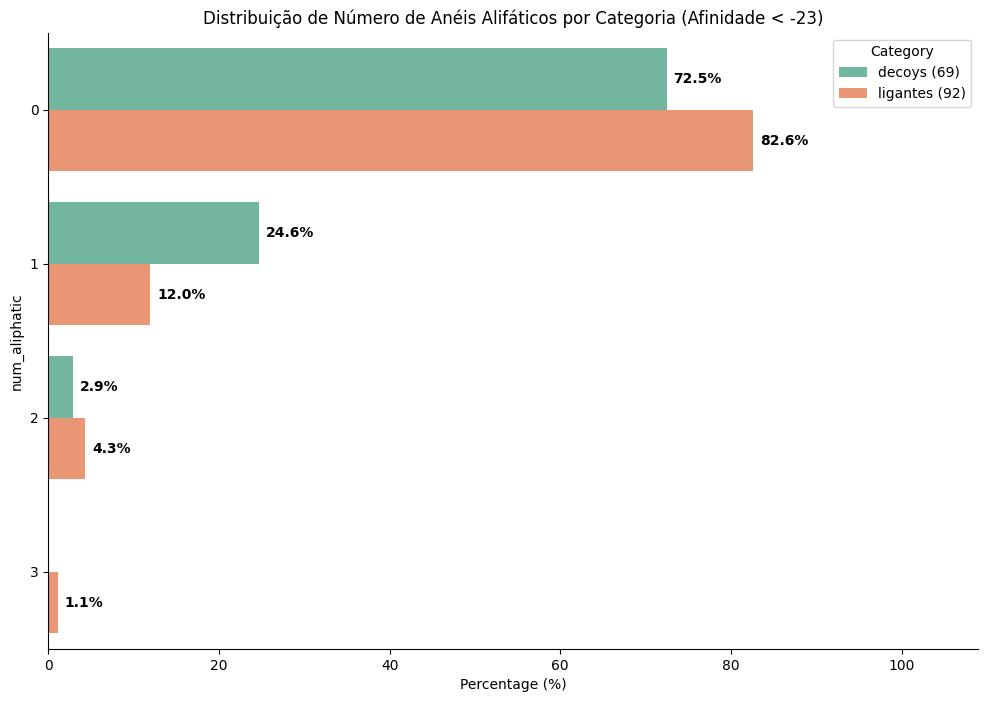 Distribuição de Número de Anéis Alifáticos por Categoria (Afinidade < -23)
Category
decoys (69)
ligantes (92)
num_aliphatic
0
72.5%
82.6%
1
24.6%
12.0%
2
2.9%
4.3%
3
1.1%
0 20 40 60 80 100
Percentage (%)